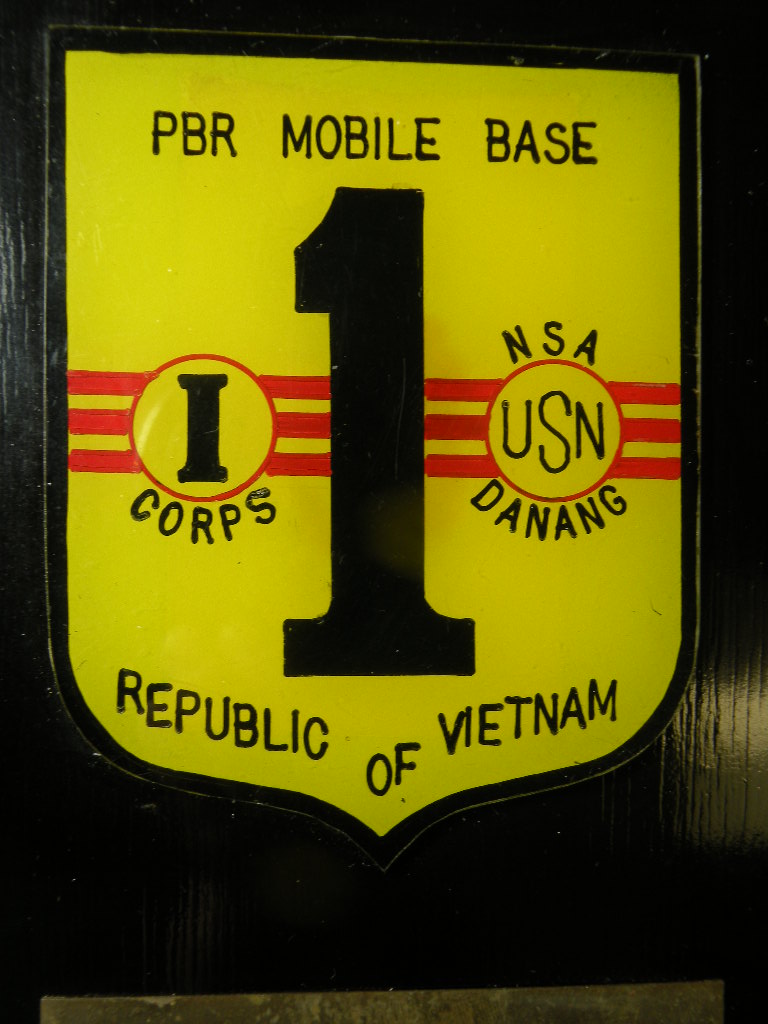 PBR MOBILE BASE
1
I
CORPS
NSA
USN
DANANG
REPUBLIC OF VIETNAM